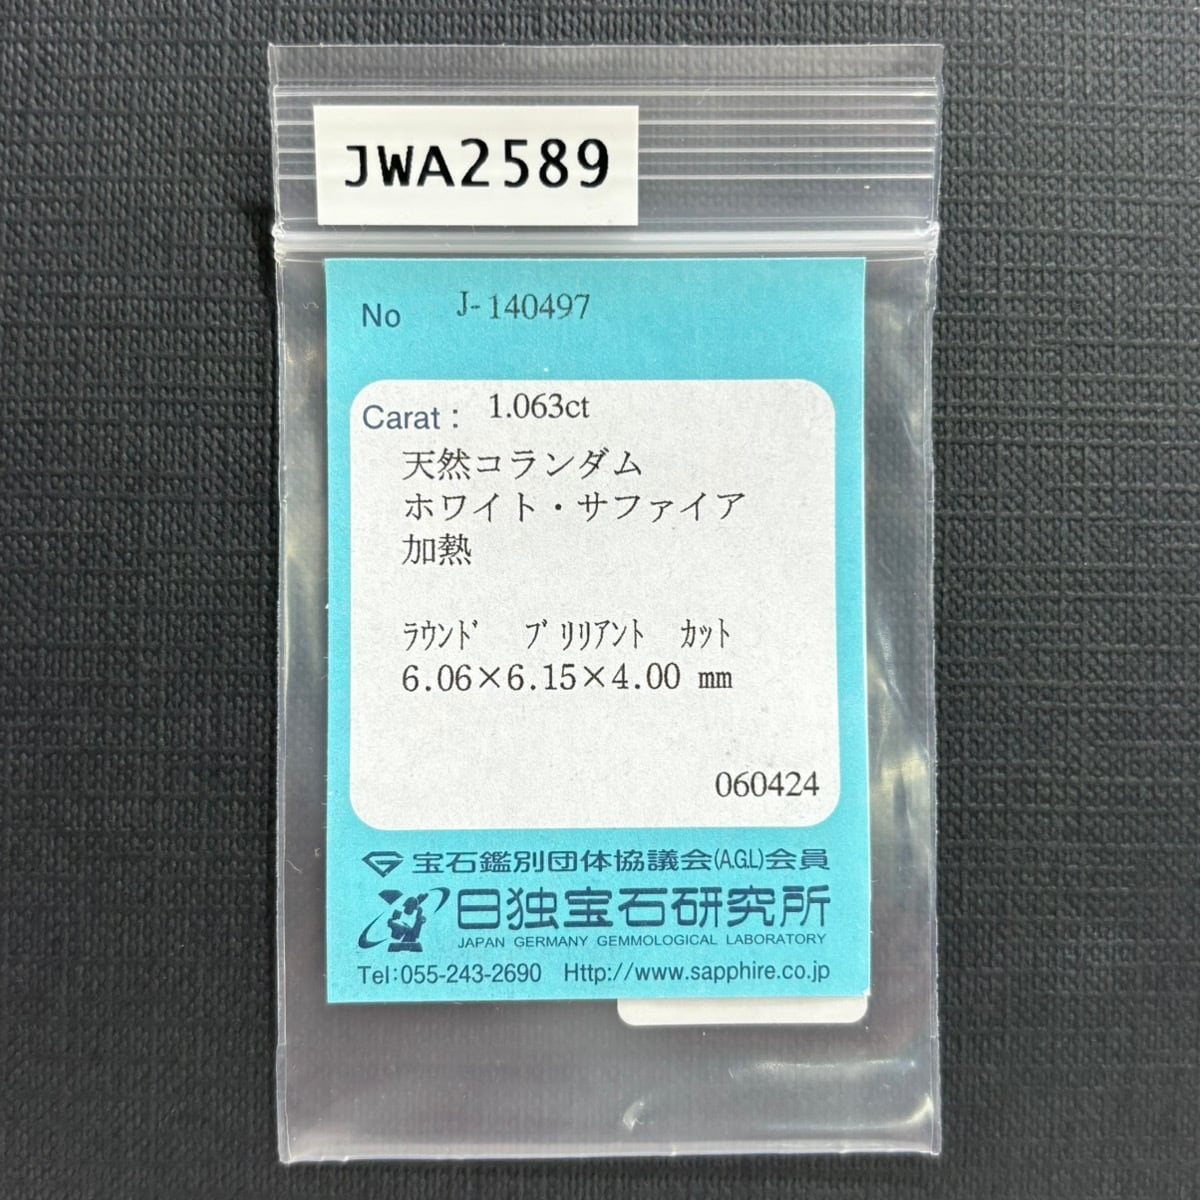 JWA2589
No J-140497
Carat : 1.063ct
天然コランダム
ホワイト・サファイア
加熱
ﾗｳﾝﾄﾞ ﾌﾞﾘﾘｱﾝﾄ ｶｯﾄ
6.06×6.15×4.00 mm
060424
宝石鑑別団体協議会(A.G.L)会員
日独宝石研究所
JAPAN GERMANY GEMMOLOGICAL LABORATORY
Tel:055-243-2690 Http://www.sapphire.co.jp